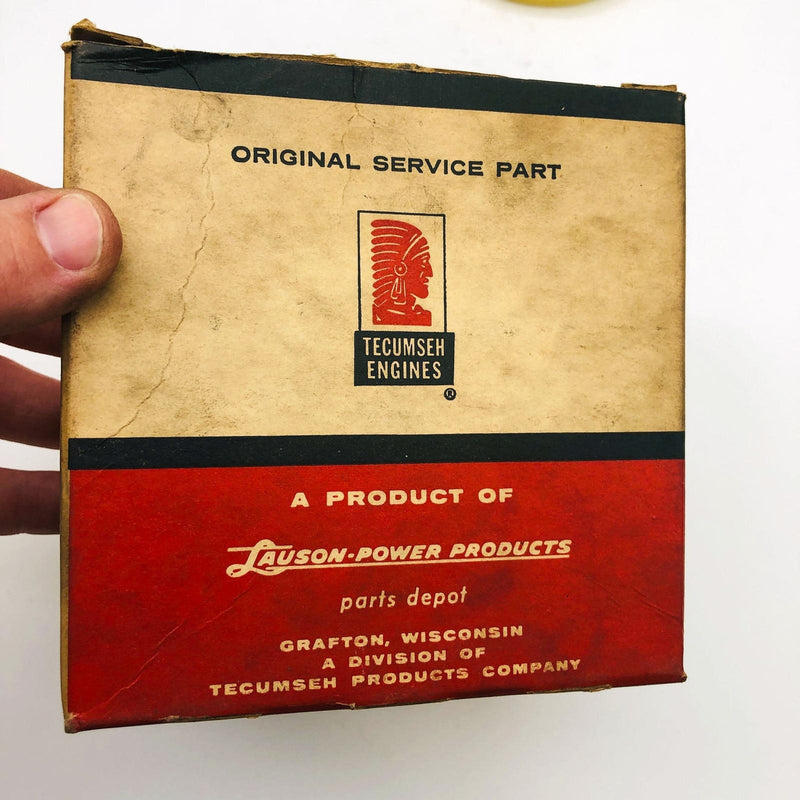 ORIGINAL SERVICE PART
TECUMSEH
ENGINES
®
A PRODUCT OF
LAUSON-POWER PRODUCTS
parts depot
GRAFTON, WISCONSIN
A DIVISION OF
TECUMSEH PRODUCTS COMPANY